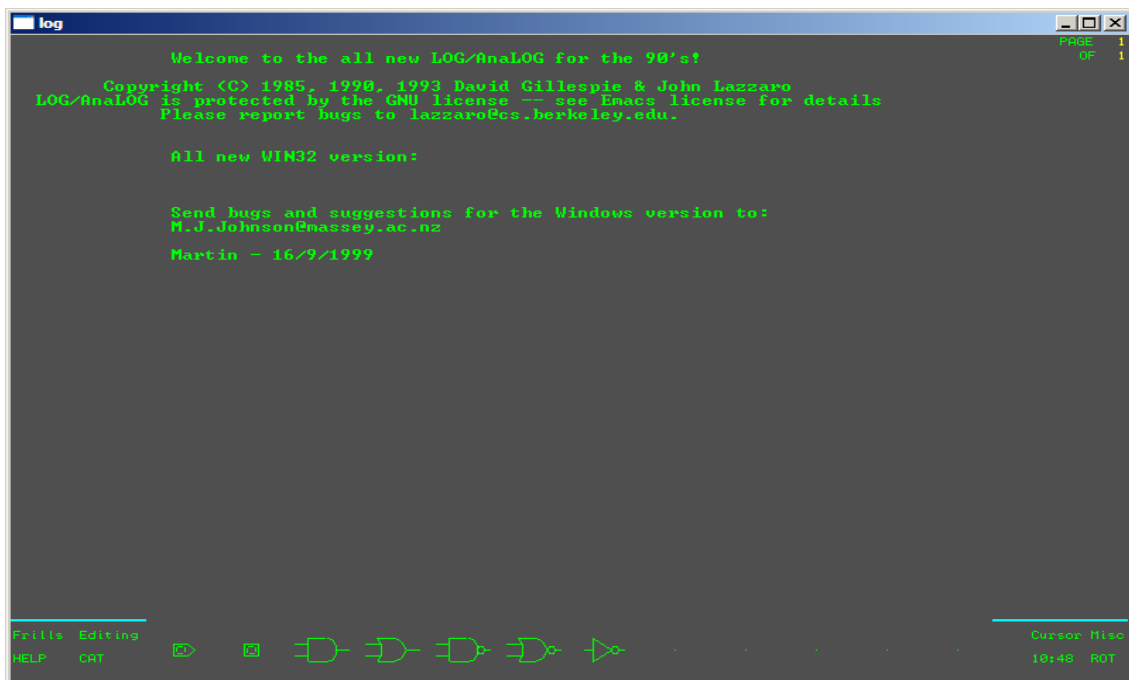 log
PAGE 1
OF 1
Welcome to the all new LOG/AnaLOG for the 90's!
Copyright (C) 1985, 1990, 1993 David Gillespie & John Lazzaro
LOG/AnaLOG is protected by the GNU license -- see Emacs license for details
Please report bugs to lazzaro@cs.berkeley.edu.
All new WIN32 version:
Send bugs and suggestions for the Windows version to:
M.J.Johnson@massey.ac.nz
Martin - 16/9/1999
Frills Editing
Cursor Misc
HELP CAT
10:48 ROT